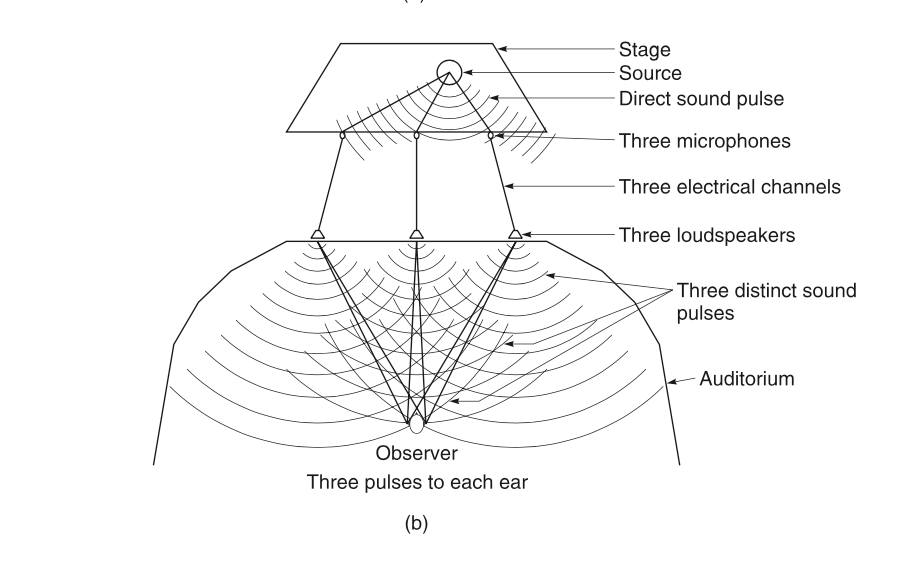 Stage
Source
Direct sound pulse
Three microphones
Three electrical channels
Three loudspeakers
Three distinct sound
pulses
Auditorium
Observer
Three pulses to each ear
(b)